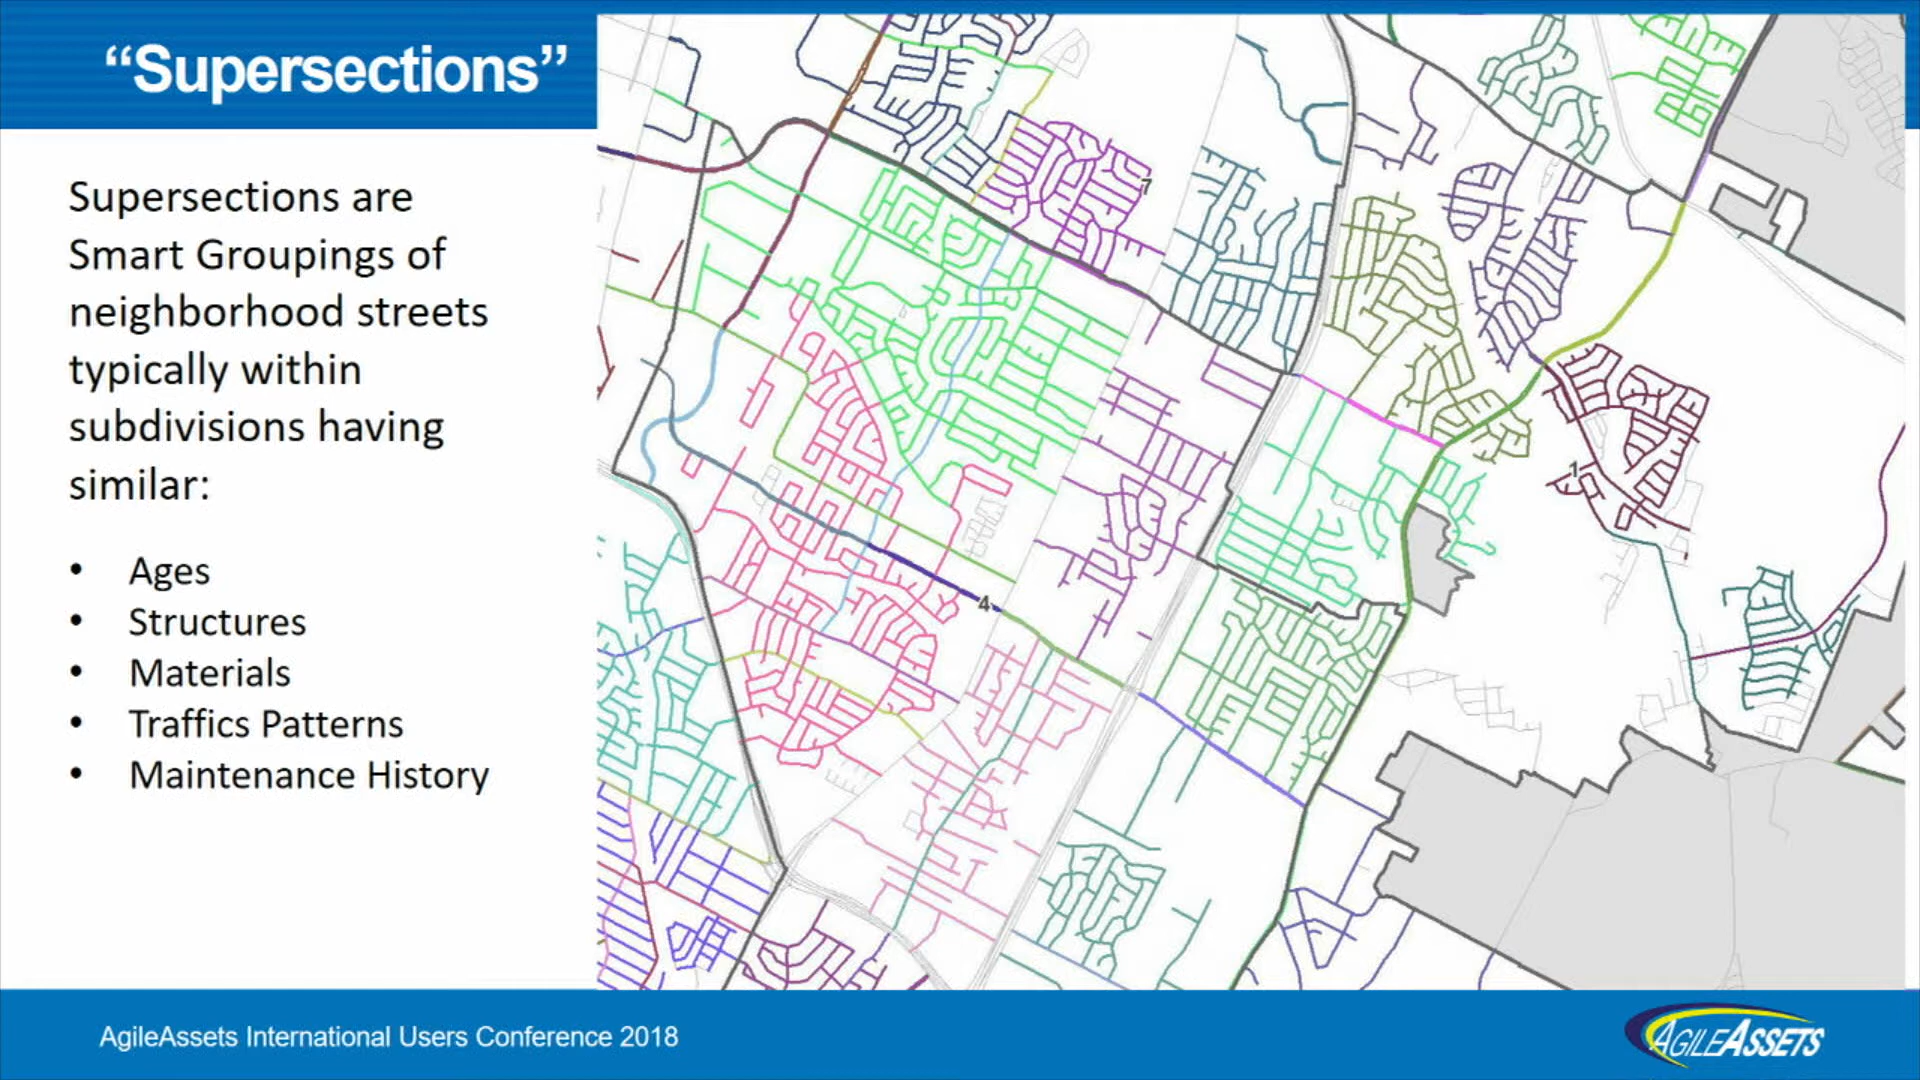 “Supersections”
Supersections are
Smart Groupings of
neighborhood streets
typically within
subdivisions having
similar:
• Ages
• Structures
• Materials
• Traffics Patterns
• Maintenance History
7
1
4
AgileAssets International Users Conference 2018
AGILEASSETS